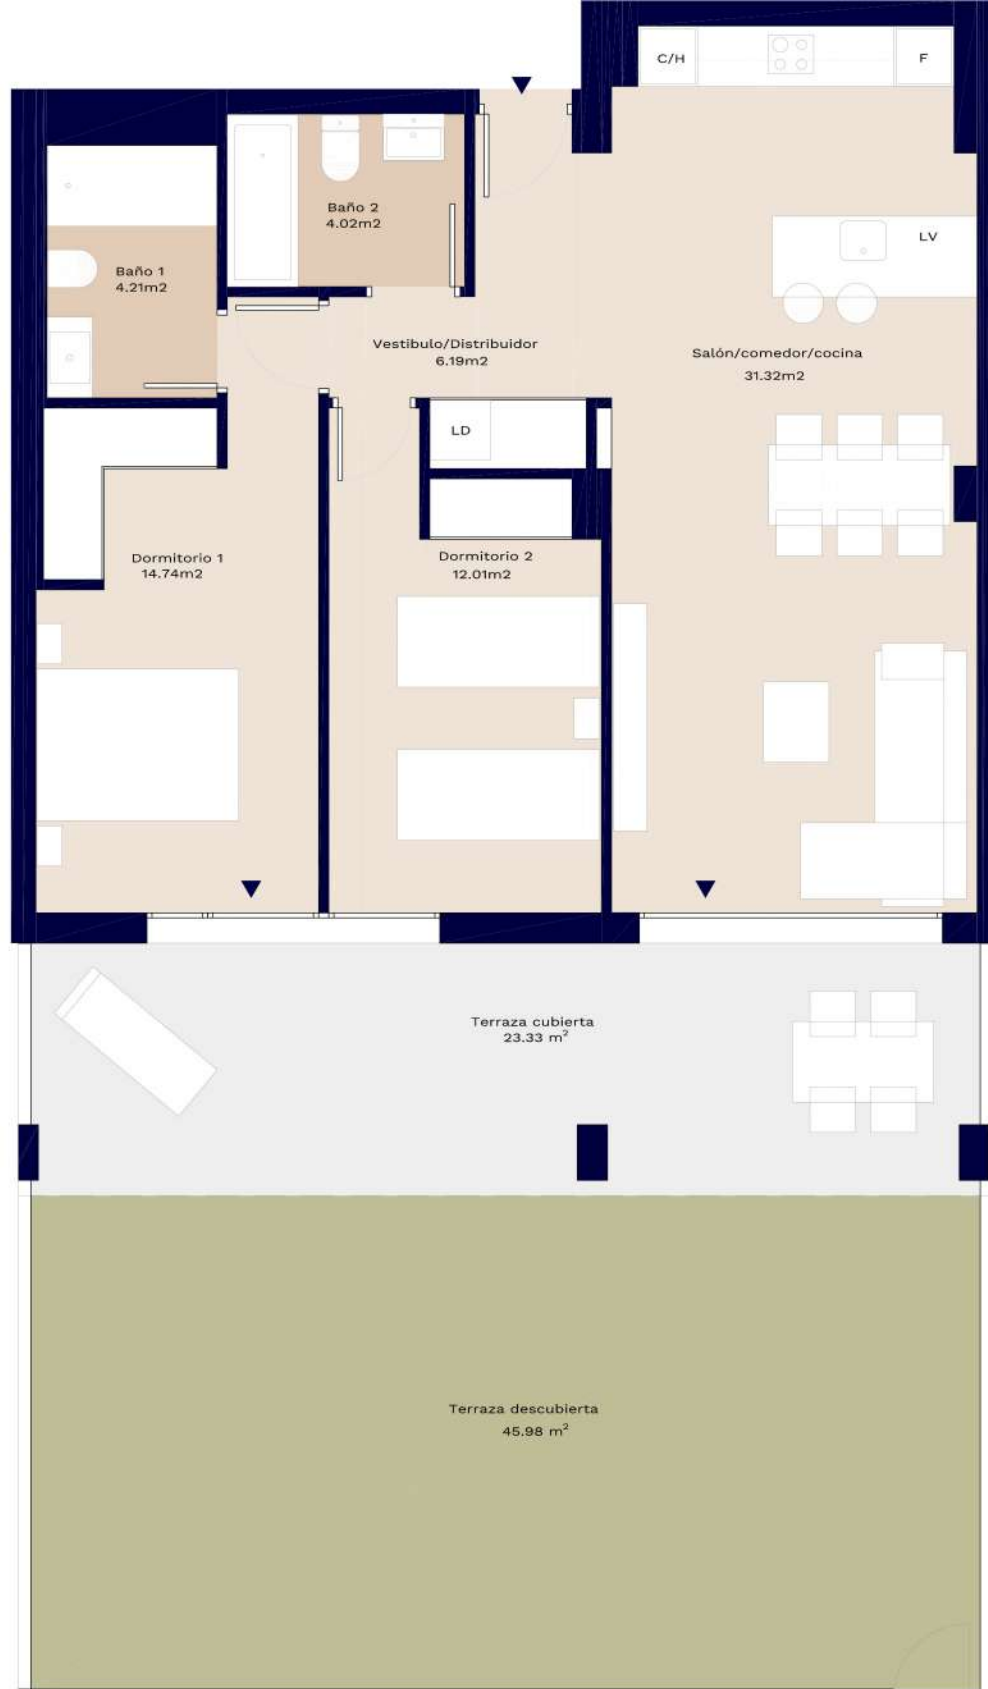 C/H
F
Baño 2
4.02m2
LV
Baño 1
4.21m2
Vestibulo/Distribuidor
6.19m2
Salón/comedor/cocina
31.32m2
LD
Dormitorio 1
14.74m2
Dormitorio 2
12.01m2
Terraza cubierta
23.33 m²
Terraza descubierta
45.98 m²